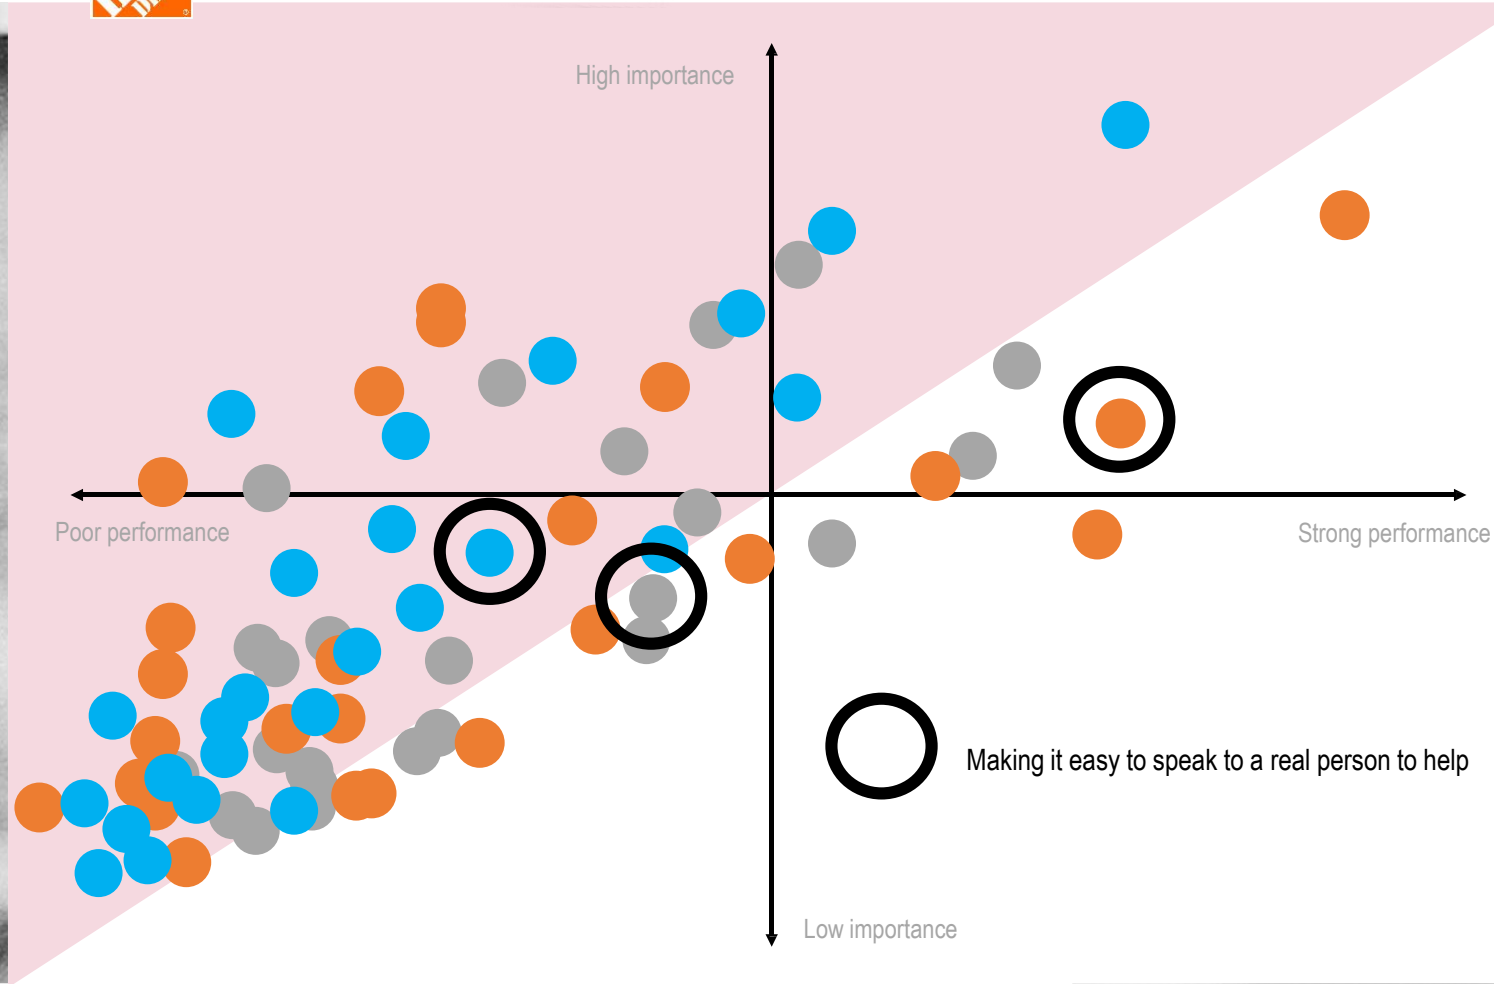 High importance
Poor performance
Strong performance
Making it easy to speak to a real person to help
Low importance